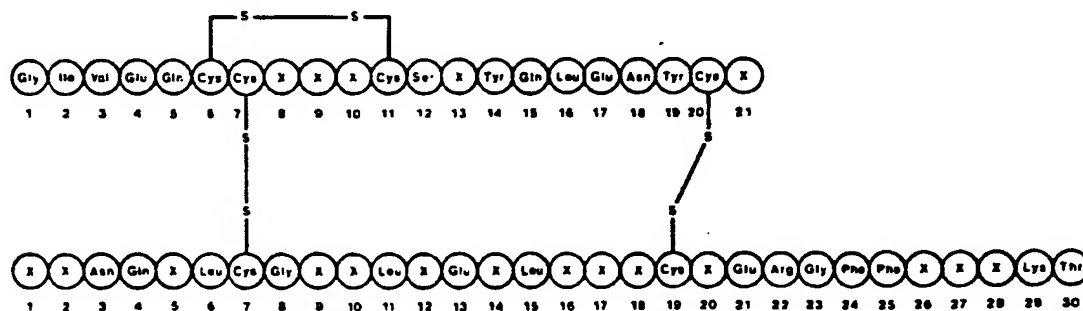 S S
Gly Ile Val Glu Gln Cys Cys X X X Cys Ser X Tyr Gln Leu Glu Asn Tyr Cys X
1 2 3 4 5 6 7 8 9 10 11 12 13 14 15 16 17 18 19 20 21
S S
S S
X X Asn Gln X Leu Cys Gly X X Leu X Glu X Leu X X X Cys X Glu Arg Gly Phe Phe X X X Lys Thr
1 2 3 4 5 6 7 8 9 10 11 12 13 14 15 16 17 18 19 20 21 22 23 24 25 26 27 28 29 30